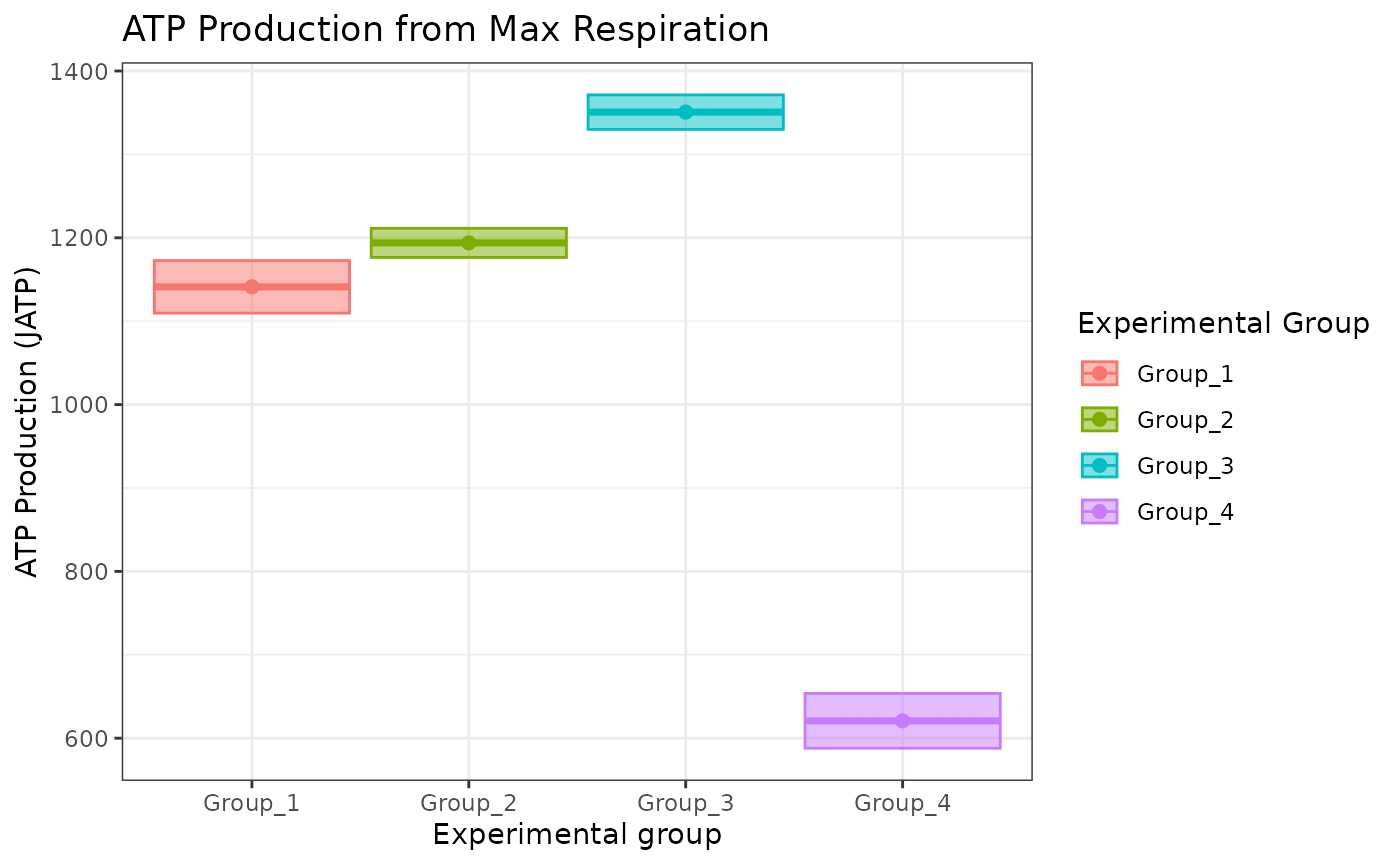 ATP Production from Max Respiration
ATP Production (JATP)
1400
1200
1000
800
600
Group_1
Group_2
Group_3
Group_4
Experimental group
Experimental Group
Group_1
Group_2
Group_3
Group_4